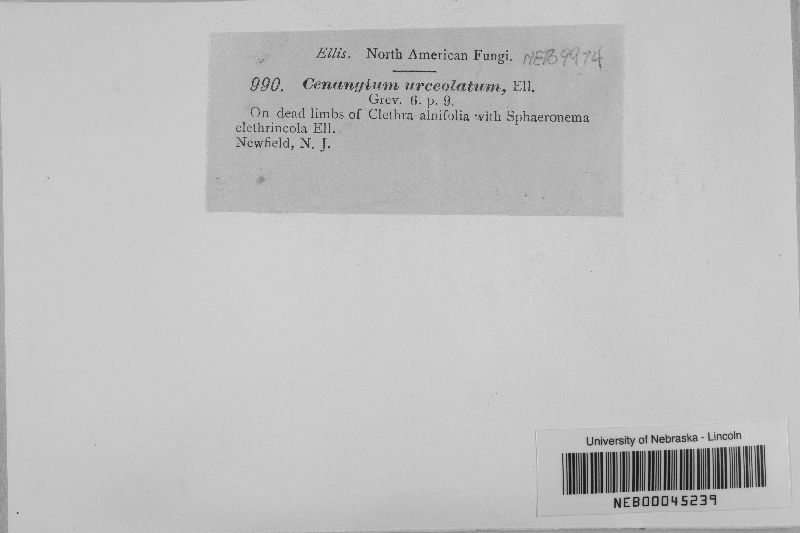 Ellis. North American Fungi. NEB9974
990. Cenangium urceolatum, Ell.
Grev. 6. p. 9.
On dead limbs of Clethra alnifolia with Sphaeronema
clethrincola Ell.
Newfield, N. J.
University of Nebraska - Lincoln
NEB00045239